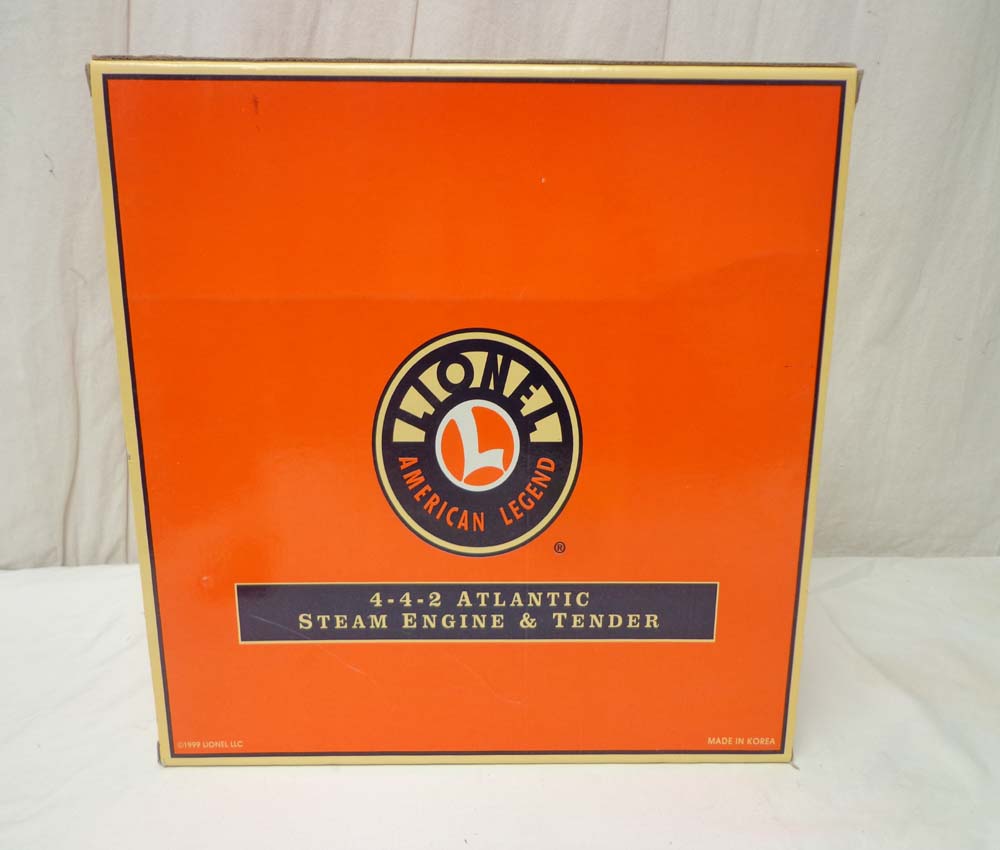 LIONEL
L
AMERICAN LEGEND
®
4-4-2 ATLANTIC
STEAM ENGINE & TENDER
©1999 LIONEL LLC
MADE IN KOREA